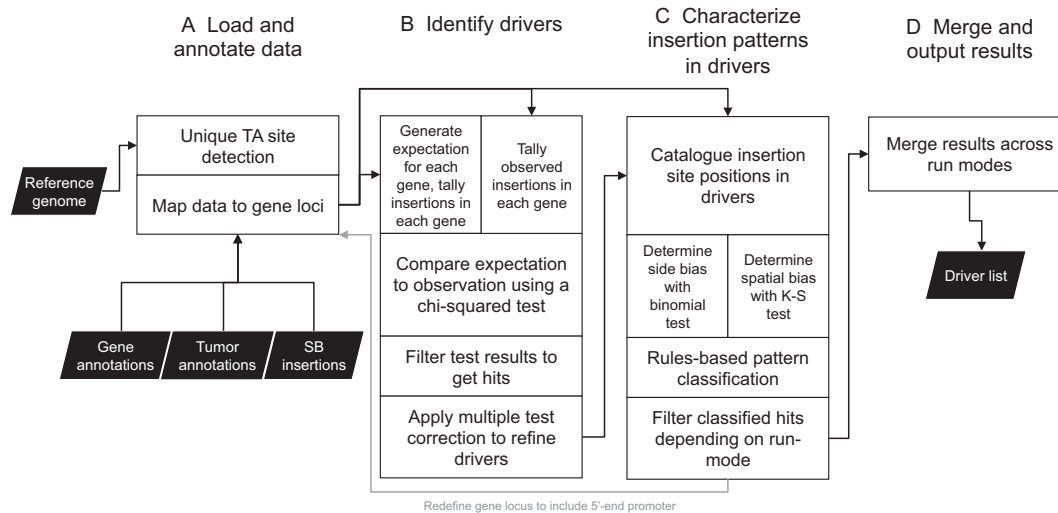 A Load and
annotate data
B Identify drivers
C Characterize
insertion patterns
in drivers
D Merge and
output results
Reference
genome
Unique TA site
detection
Map data to gene loci
Gene
annotations
Tumor
annotations
SB
insertions
Generate
expectation
for each
gene, tally
insertions in
each gene
Tally
observed
insertions in
each gene
Compare expectation
to observation using a
chi-squared test
Filter test results to
get hits
Apply multiple test
correction to refine
drivers
Catalogue insertion
site positions in
drivers
Determine
side bias
with
binomial
test
Determine
spatial bias
with K-S
test
Rules-based pattern
classification
Filter classified hits
depending on run-
mode
Merge results across
run modes
Driver list
Redefine gene locus to include 5'-end promoter